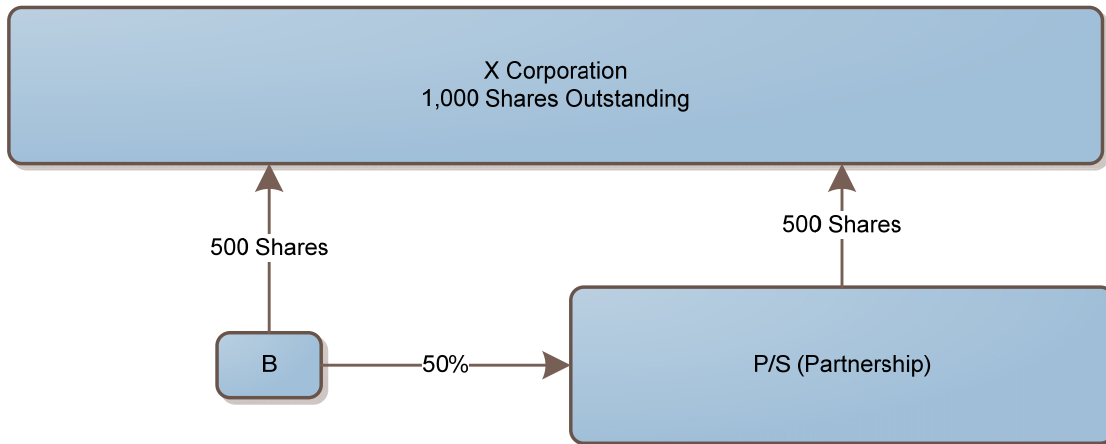 X Corporation
1,000 Shares Outstanding
500 Shares
500 Shares
B
50%
P/S (Partnership)